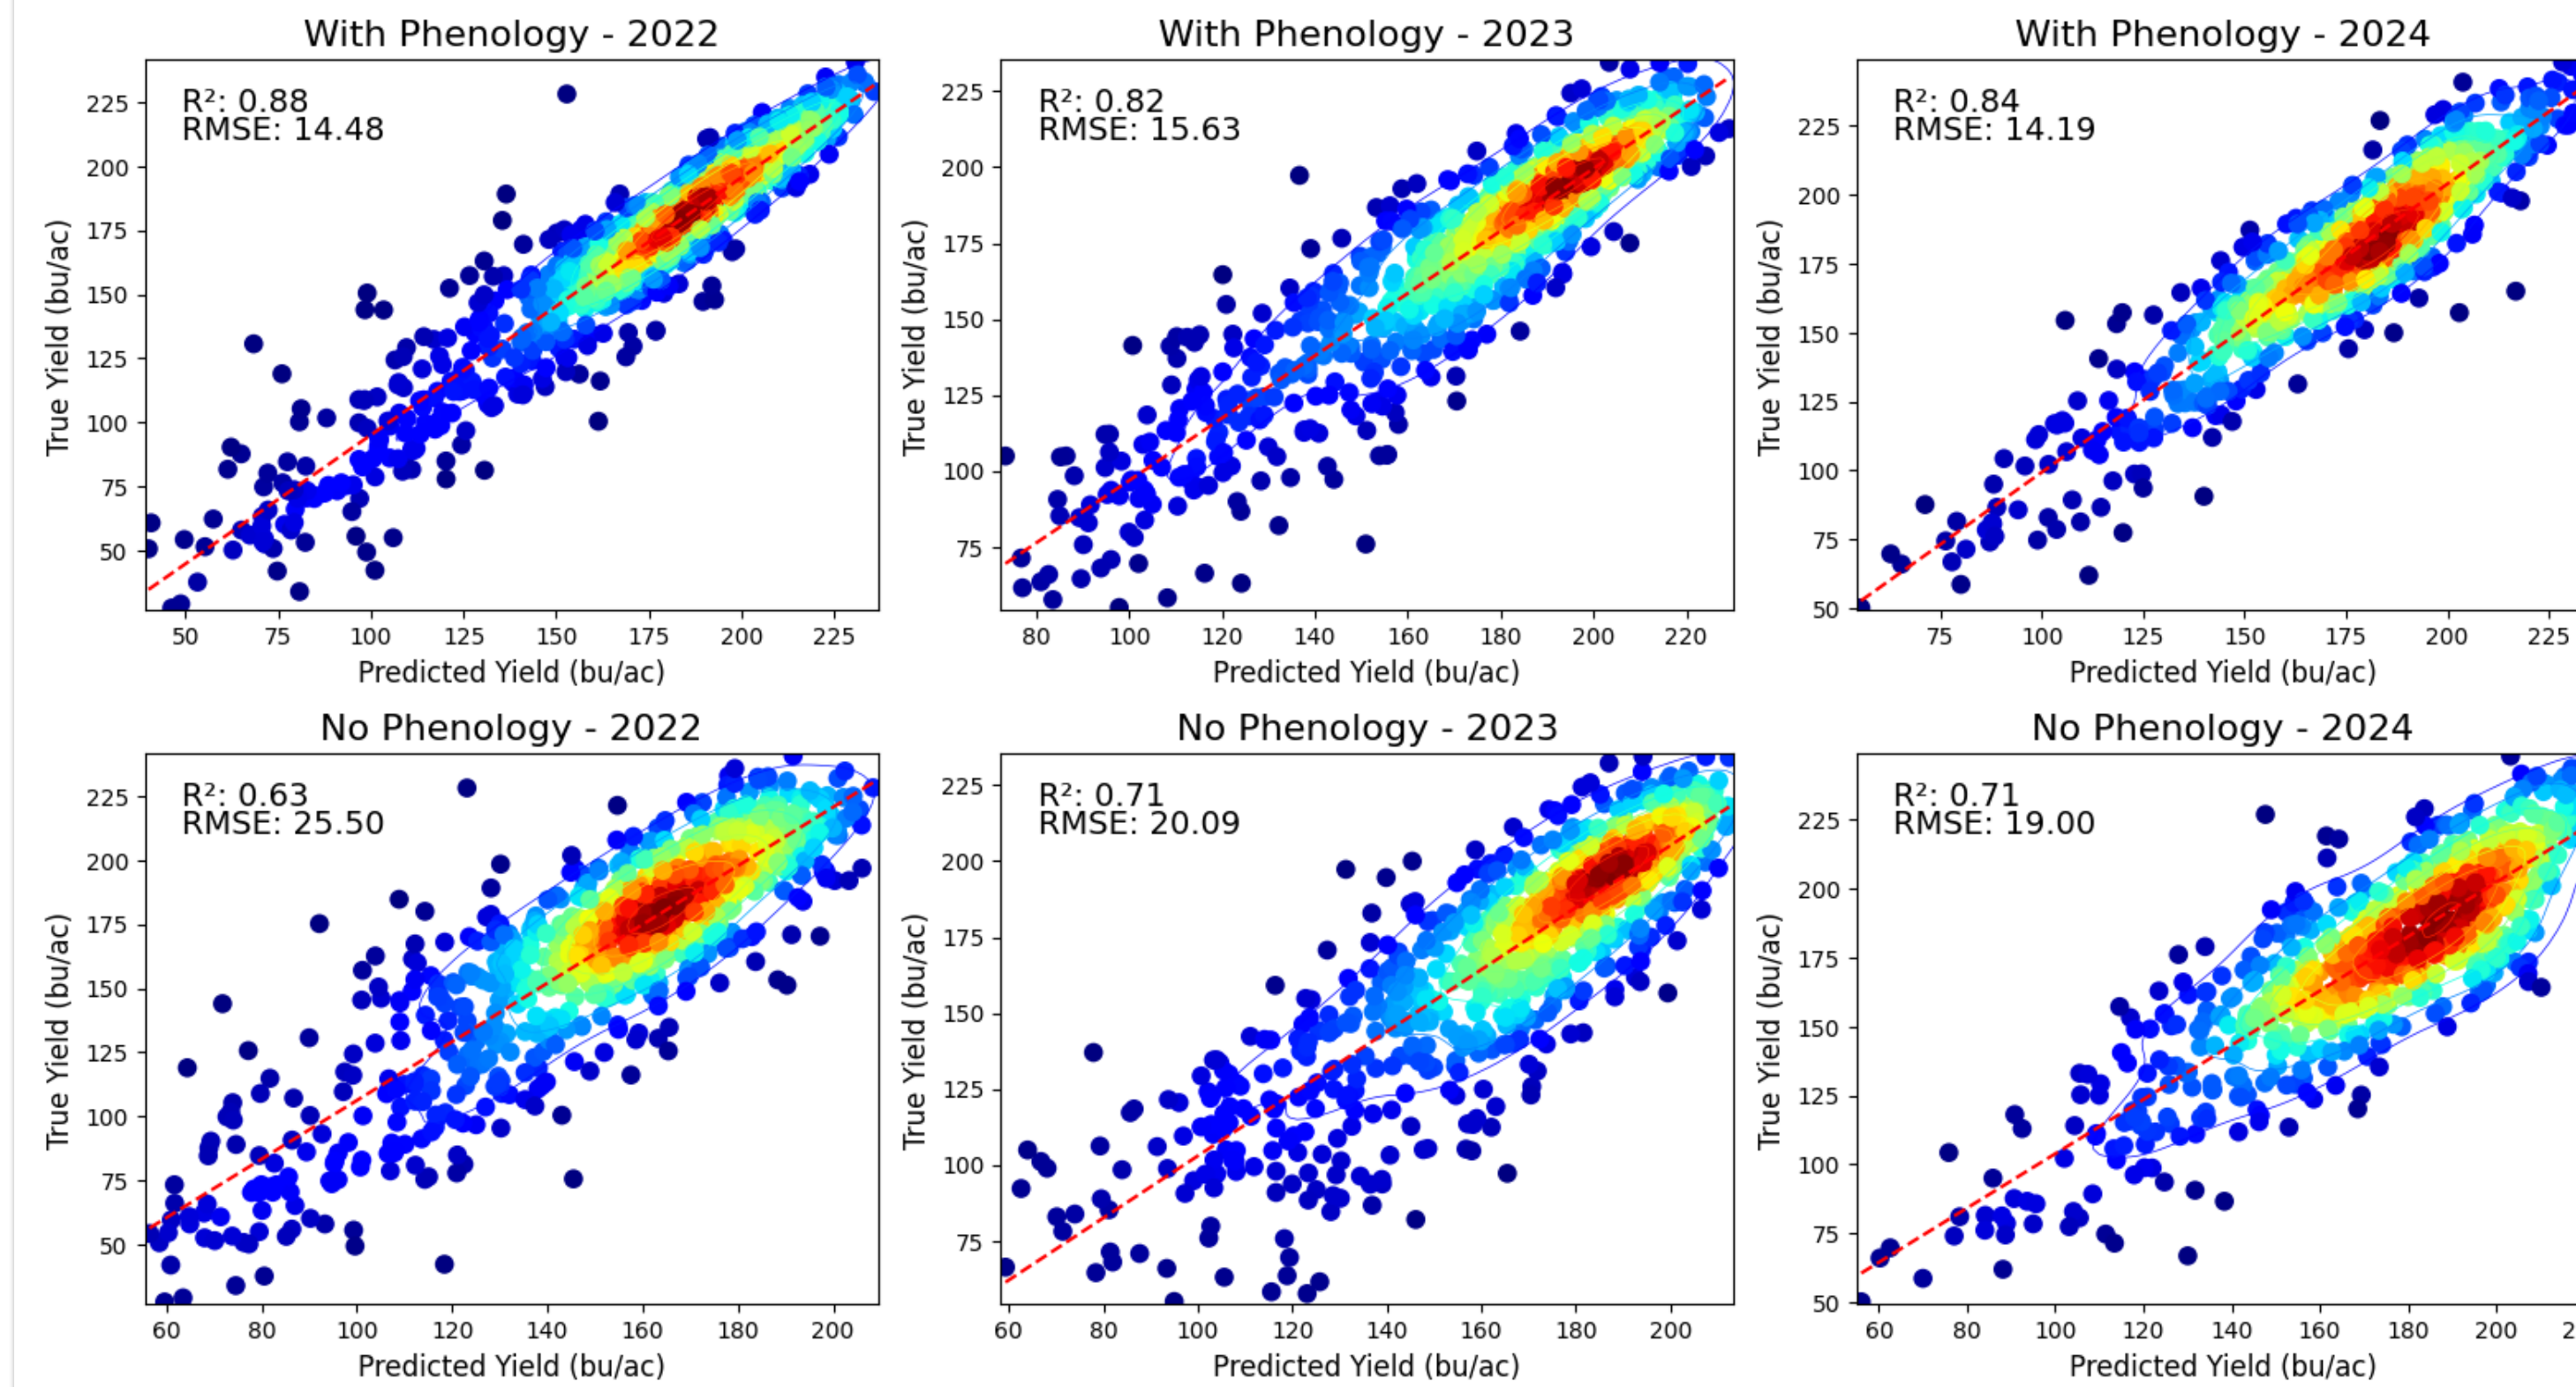 With Phenology - 2022
R²: 0.88
RMSE: 14.48
225
200
175
150
125
100
75
50
True Yield (bu/ac)
50 75 100 125 150 175 200 225
Predicted Yield (bu/ac)
With Phenology - 2023
R²: 0.82
RMSE: 15.63
225
200
175
150
125
100
75
True Yield (bu/ac)
80 100 120 140 160 180 200 220
Predicted Yield (bu/ac)
With Phenology - 2024
R²: 0.84
RMSE: 14.19
225
200
175
150
125
100
75
50
True Yield (bu/ac)
75 100 125 150 175 200 225
Predicted Yield (bu/ac)
No Phenology - 2022
R²: 0.63
RMSE: 25.50
225
200
175
150
125
100
75
50
True Yield (bu/ac)
60 80 100 120 140 160 180 200
Predicted Yield (bu/ac)
No Phenology - 2023
R²: 0.71
RMSE: 20.09
225
200
175
150
125
100
75
True Yield (bu/ac)
60 80 100 120 140 160 180 200
Predicted Yield (bu/ac)
No Phenology - 2024
R²: 0.71
RMSE: 19.00
225
200
175
150
125
100
75
50
True Yield (bu/ac)
60 80 100 120 140 160 180 200
Predicted Yield (bu/ac)